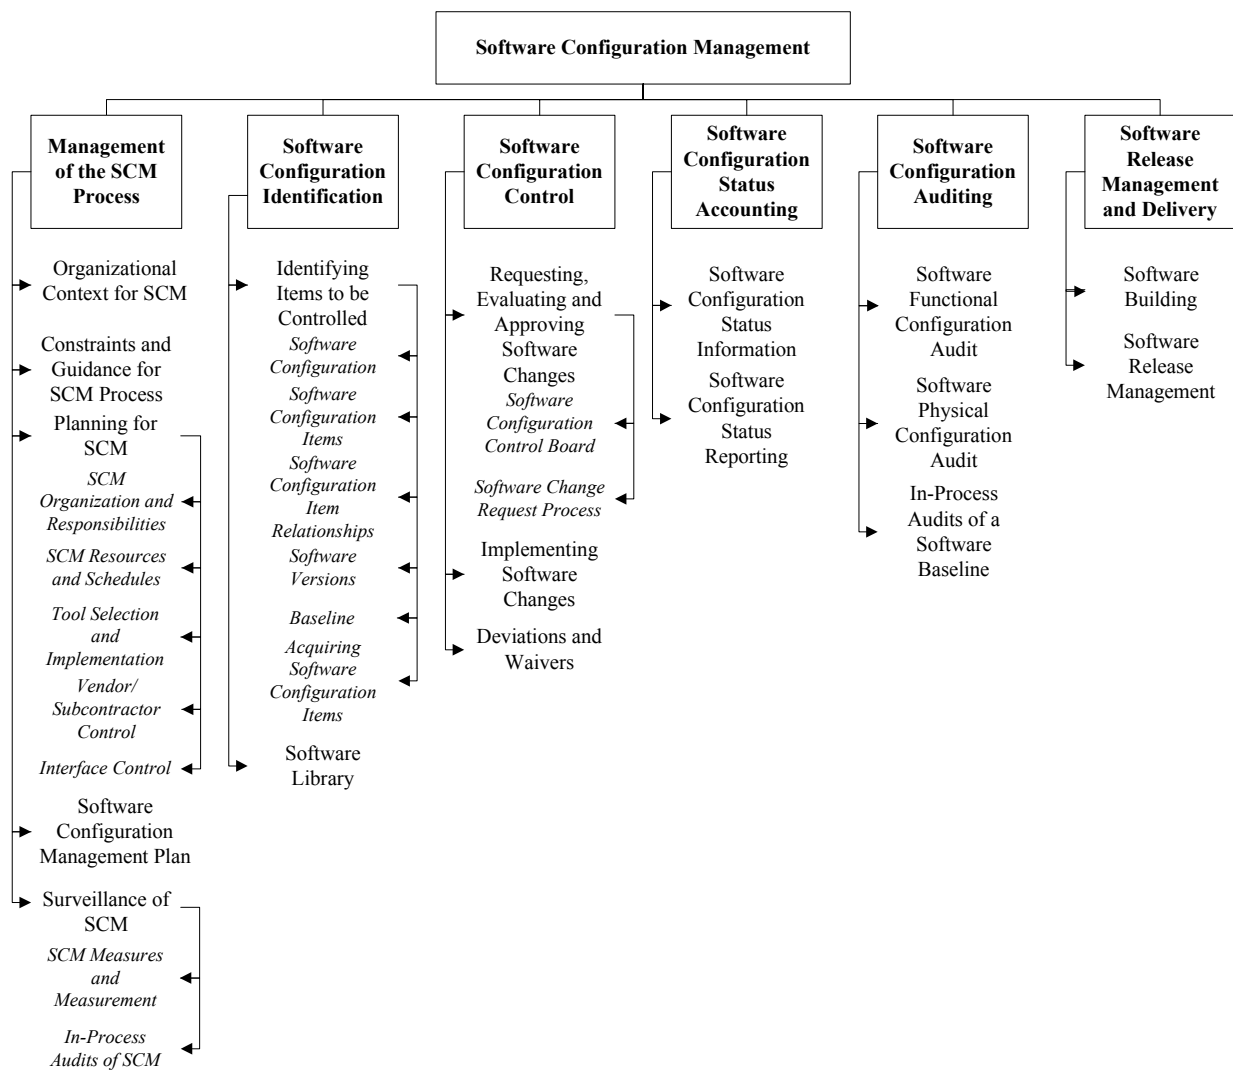 Software Configuration Management
Management
of the SCM
Process
Organizational
Context for SCM
Constraints and
Guidance for
SCM Process
Planning for
SCM
SCM
Organization and
Responsibilities
SCM Resources
and Schedules
Tool Selection
and
Implementation
Vendor/
Subcontractor
Control
Interface Control
Software
Configuration
Management Plan
Surveillance of
SCM
SCM Measures
and
Measurement
In-Process
Audits of SCM
Software
Configuration
Identification
Identifying
Items to be
Controlled
Software
Configuration
Software
Configuration
Items
Software
Configuration
Item
Relationships
Software
Versions
Baseline
Acquiring
Software
Configuration
Items
Software
Library
Software
Configuration
Control
Requesting,
Evaluating and
Approving
Software
Changes
Software
Configuration
Control Board
Software Change
Request Process
Implementing
Software
Changes
Deviations and
Waivers
Software
Configuration
Status
Accounting
Software
Configuration
Status
Information
Software
Configuration
Status
Reporting
Software
Configuration
Auditing
Software
Functional
Configuration
Audit
Software
Physical
Configuration
Audit
In-Process
Audits of a
Software
Baseline
Software
Release
Management
and Delivery
Software
Building
Software
Release
Management